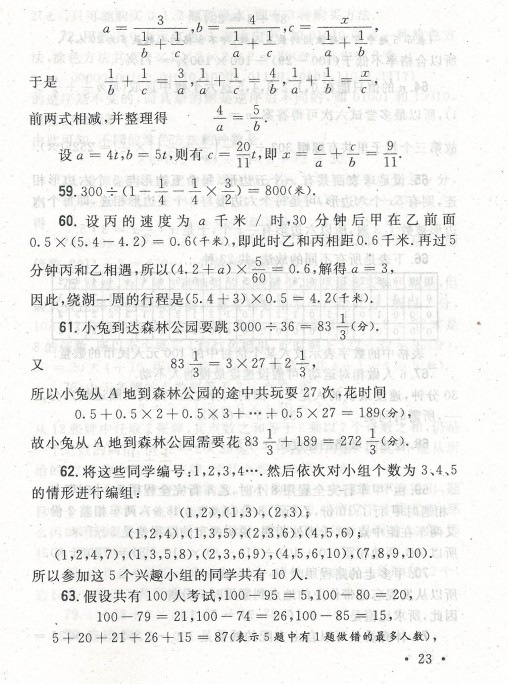 a = 3/(1/b + 1/c), b = 4/(1/a + 1/c), c = x/(1/a + 1/b)
于是 1/b + 1/c = 3/a, 1/a + 1/c = 4/b, 1/a + 1/b = x/c,
前两式相减,并整理得 4/a = 5/b.
设 a = 4t, b = 5t, 则有 c = 20/11 t, 即 x = c/a + c/b = 9/11.
59. 300 ÷ (1 − 1/4 − 1/4 × 3/2) = 800(米).
60. 设丙的速度为 a 千米/时,30 分钟后甲在乙前面
0.5 × (5.4 − 4.2) = 0.6(千米), 即此时乙和丙相距 0.6 千米. 再过 5
分钟丙和乙相遇, 所以(4.2 + a) × 5/60 = 0.6, 解得 a = 3,
因此, 绕湖一周的行程是(5.4 + 3) × 0.5 = 4.2(千米).
61. 小兔到达森林公园要跳 3000 ÷ 36 = 83 1/3 (分).
又 83 1/3 = 3 × 27 + 2 1/3,
所以小兔从 A 地到森林公园的途中共玩耍 27 次, 花时间
0.5 + 0.5 × 2 + 0.5 × 3 + ⋯ + 0.5 × 27 = 189(分),
故小兔从 A 地到森林公园需要花 83 1/3 + 189 = 272 1/3 (分).
62. 将这些同学编号:1,2,3,4⋯. 然后依次对小组个数为 3、4、5
的情形进行编组:
(1,2),(1,3),(2,3);
(1,2,4),(1,3,5),(2,3,6),(4,5,6);
(1,2,4,7),(1,3,5,8),(2,3,6,9),(4,5,6,10),(7,8,9,10).
所以参加这 5 个兴趣小组的同学共有 10 人.
63. 假设共有 100 人考试, 100 − 95 = 5, 100 − 80 = 20,
100 − 79 = 21, 100 − 74 = 26, 100 − 85 = 15,
5 + 20 + 21 + 26 + 15 = 87(表示 5 题中有 1 题做错的最多人数),
• 23 •